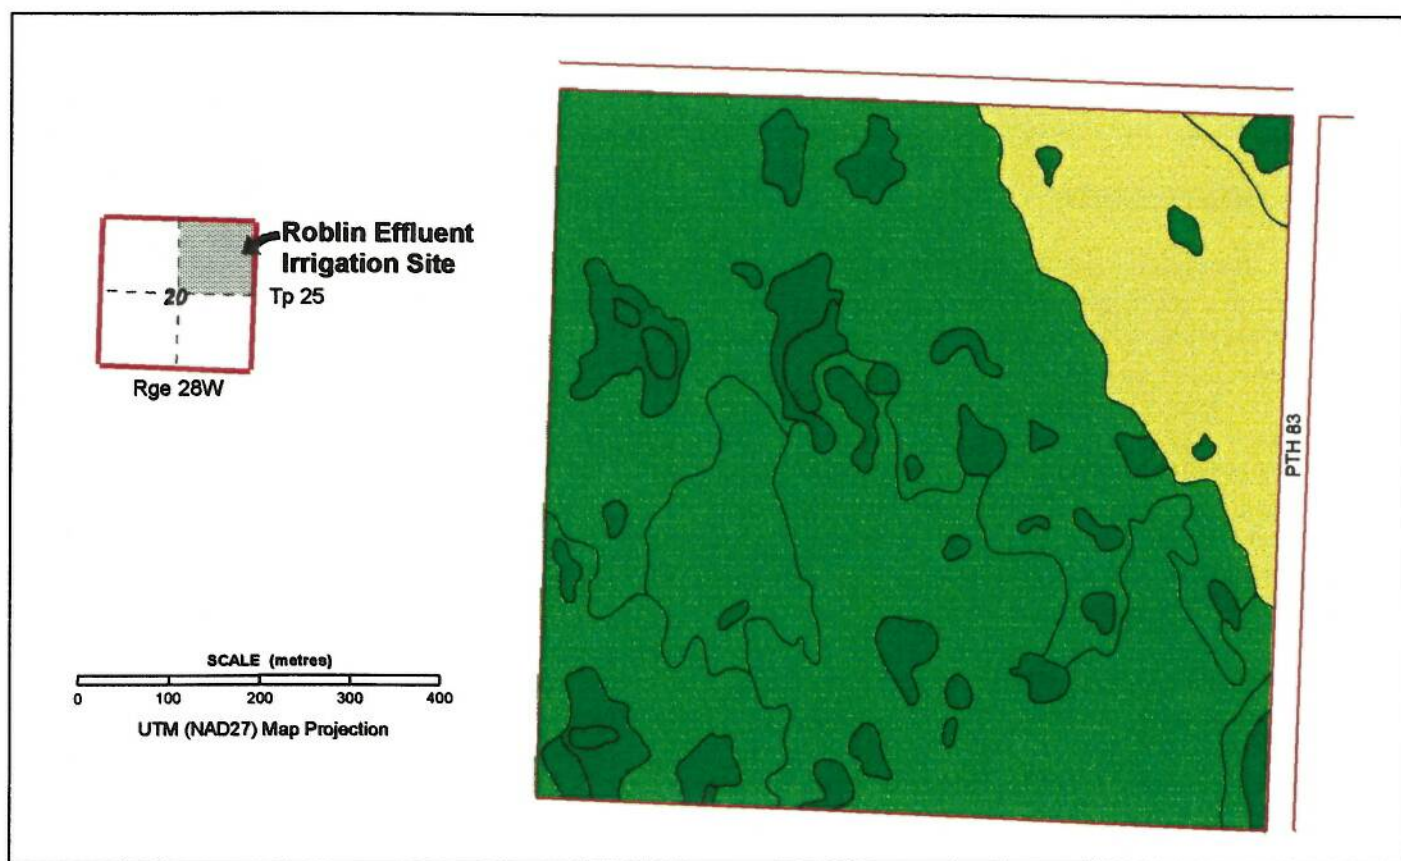 Roblin Effluent
Irrigation Site
20
Tp 25
Rge 28W
PTH 83
SCALE (metres)
0 100 200 300 400
UTM (NAD27) Map Projection